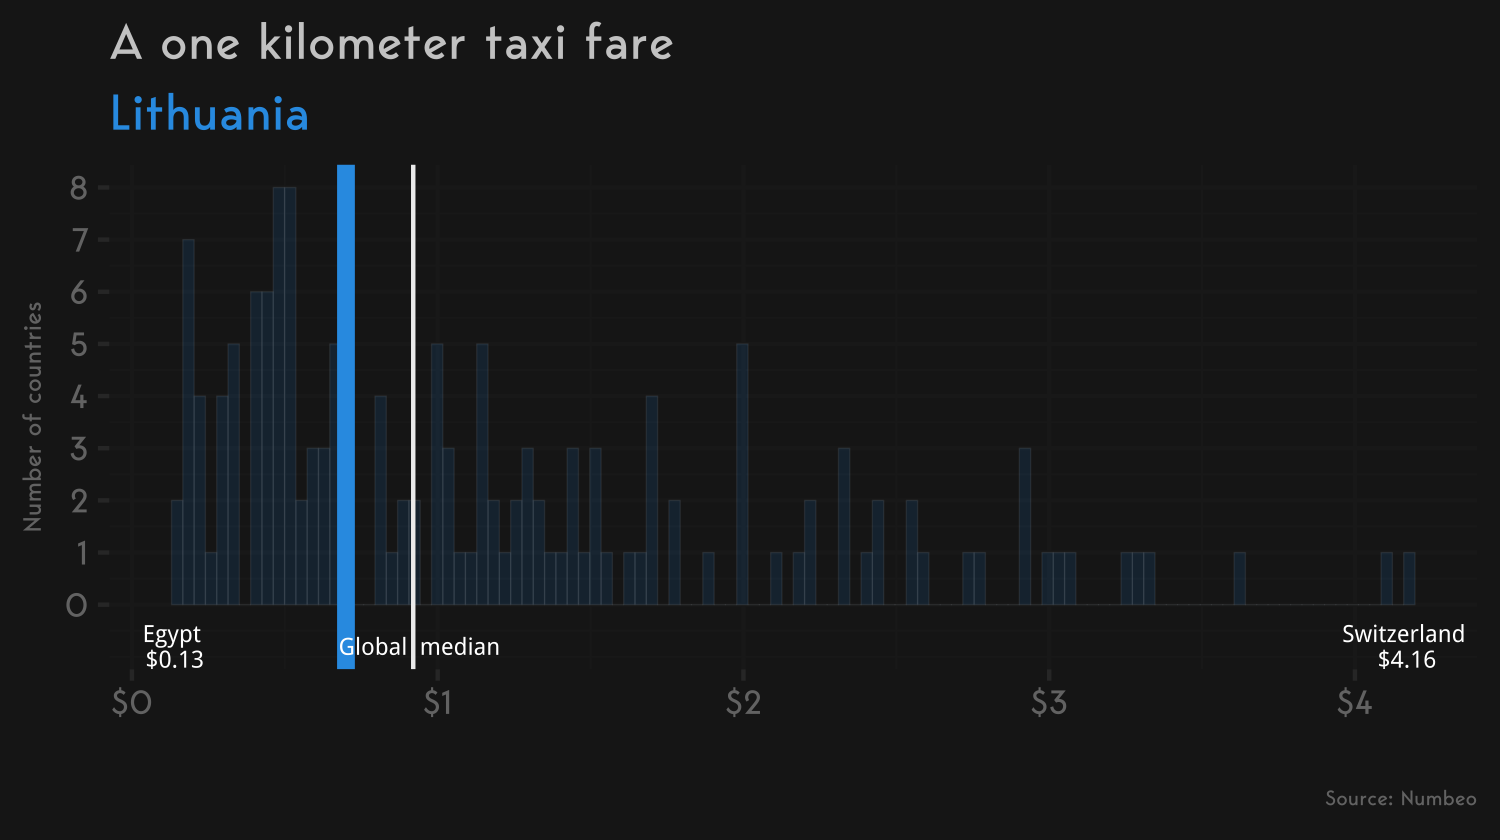 A one kilometer taxi fare
Lithuania
Number of countries
8
7
6
5
4
3
2
1
0
Egypt
$0.13
Global median
Switzerland
$4.16
$0 $1 $2 $3 $4
Source: Numbeo